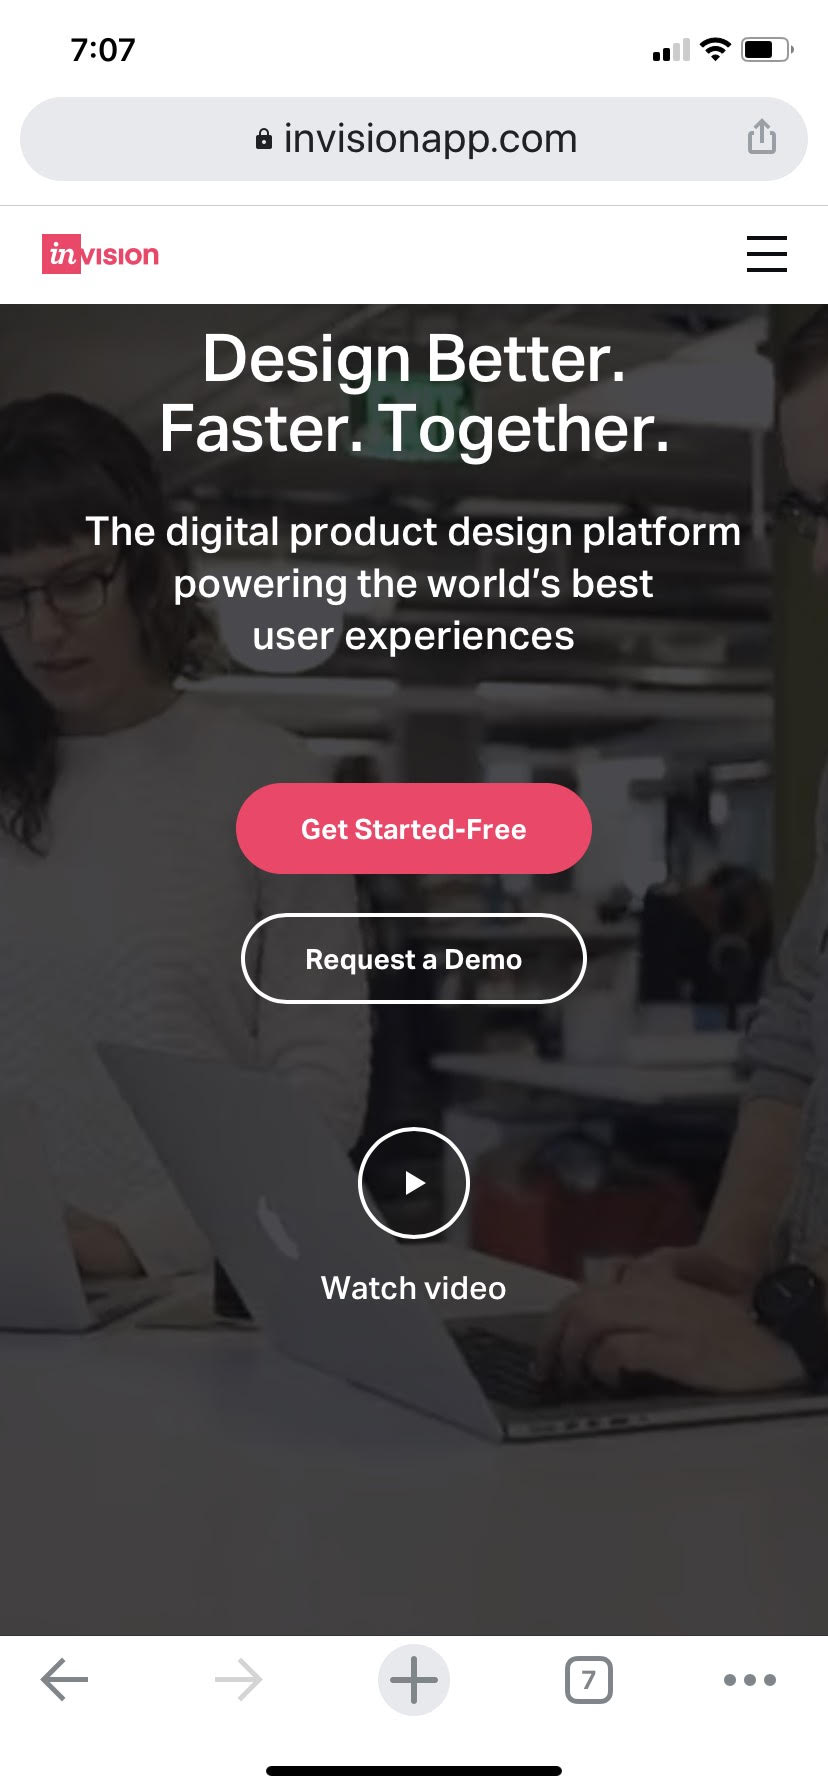 7:07
invisionapp.com
invision
Design Better.
Faster. Together.
The digital product design platform
powering the world's best
user experiences
Get Started-Free
Request a Demo
Watch video
7